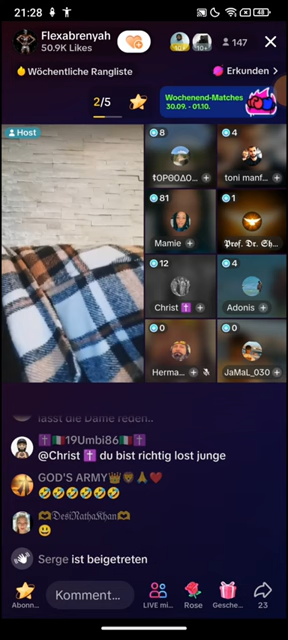 21:28
48
Flexabrenyah
50.9K Likes
10+
147
Wöchentliche Rangliste
Erkunden >
2/5
Wochenend-Matches
30.09. - 01.10.
Host
8
4
toni manf...
81
1
Mamie
Prof. Dr. Sh...
12
4
Christ ✝️
Adonis
0
0
Herma...
JaMaL_030
lässt die Dame reden..
✝️🇮🇹19Umbi86🇮🇹✝️
@Christ ✝️ du bist richtig lost junge
GOD'S ARMY👑🦁🙏❤️
🤣🤣🤣🤣🤣🤣
🫶𝔇𝔢𝔰𝔦ℜ𝔞𝔱𝔥𝔞𝔎𝔥𝔞𝔫🫶
😃
Serge ist beigetreten
Abonn...
Komment...
LIVE mi...
Rose
Gesche...
23